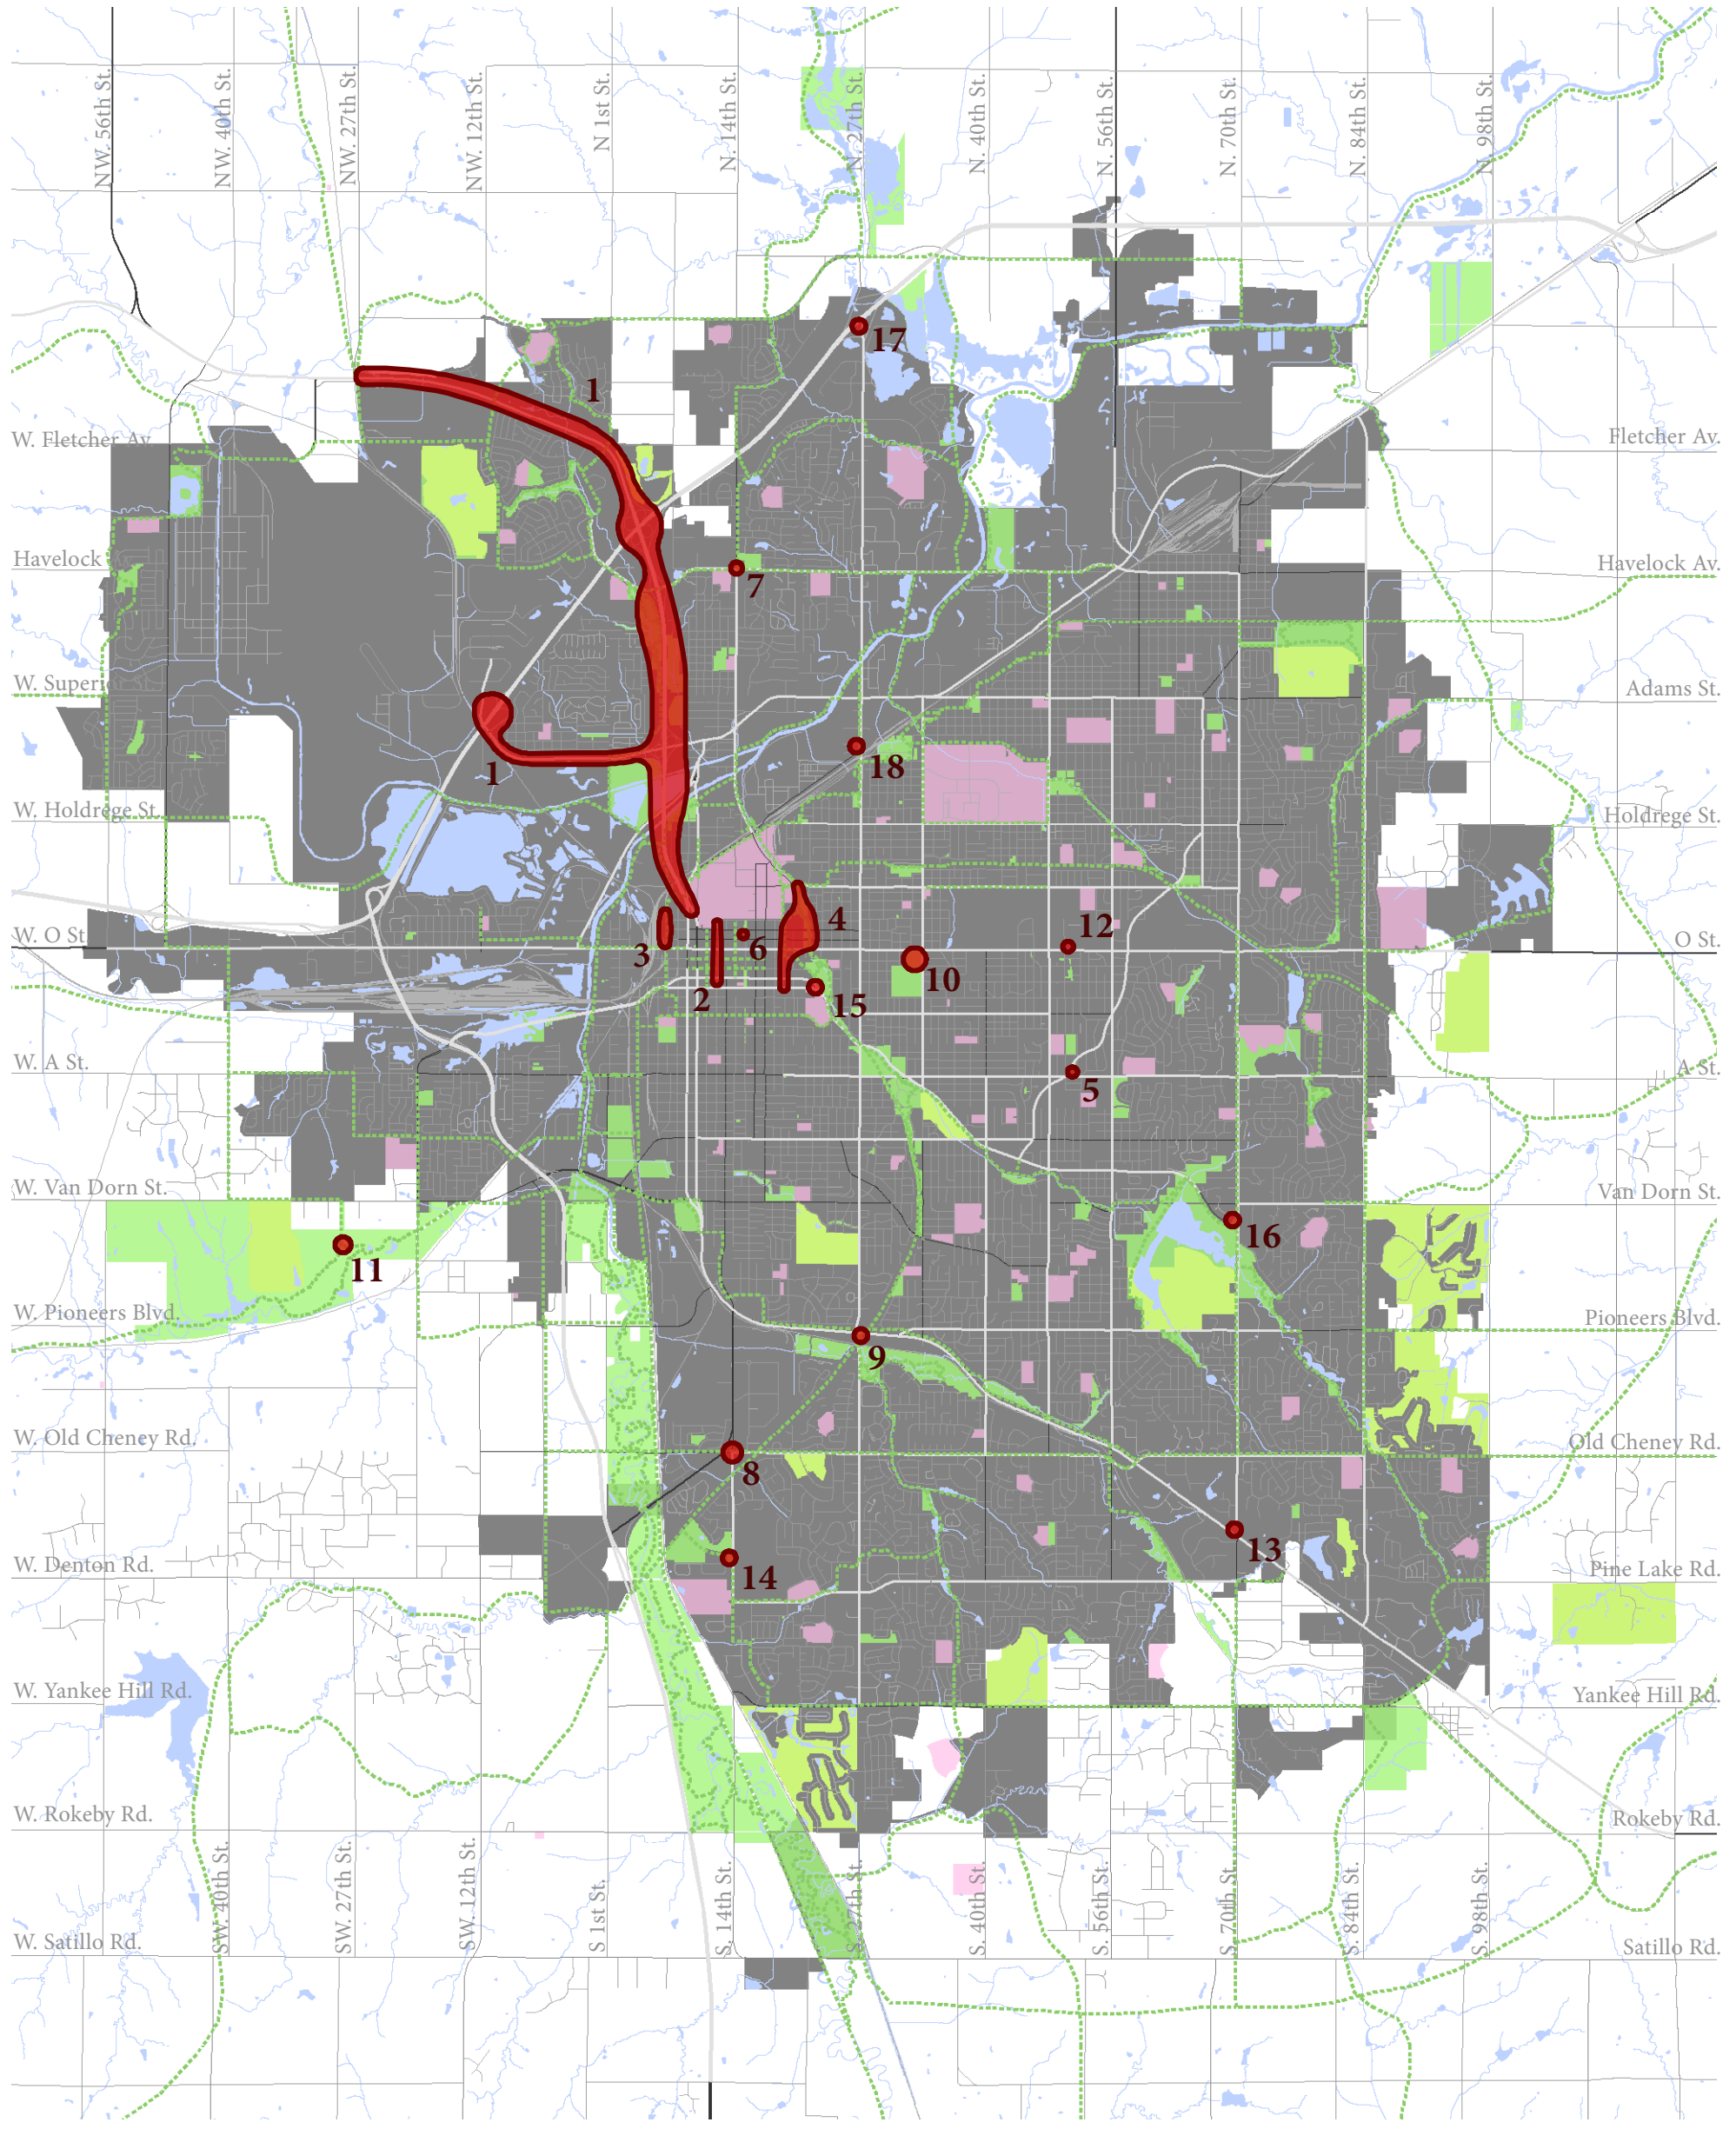 NW. 56th St.
NW. 40th St.
NW. 27th St.
NW. 12th St.
N 1st St.
N. 14th St.
N. 27th St.
N. 40th St.
N. 56th St.
N. 70th St.
N. 84th St.
N. 98th St.
17
1
W. Fletcher Av
Fletcher Av.
Havelock
Havelock Av.
7
W. Superi
Adams St.
18
1
W. Holdrege St.
Holdrege St.
4
12
W. O St
O St.
3
6
10
2
15
W. A St.
A St.
5
W. Van Dorn St.
Van Dorn St.
16
11
W. Pioneers Blvd.
Pioneers Blvd.
9
W. Old Cheney Rd.
Old Cheney Rd.
8
13
W. Denton Rd.
Pine Lake Rd.
14
W. Yankee Hill Rd.
Yankee Hill Rd.
W. Rokeby Rd.
Rokeby Rd.
SW. 40th St.
SW. 27th St.
SW. 12th St.
S 1st St.
S. 14th St.
S. 27th St.
S. 40th St.
S. 56th St.
S. 70th St.
S. 84th St.
S. 98th St.
W. Satillo Rd.
Satillo Rd.